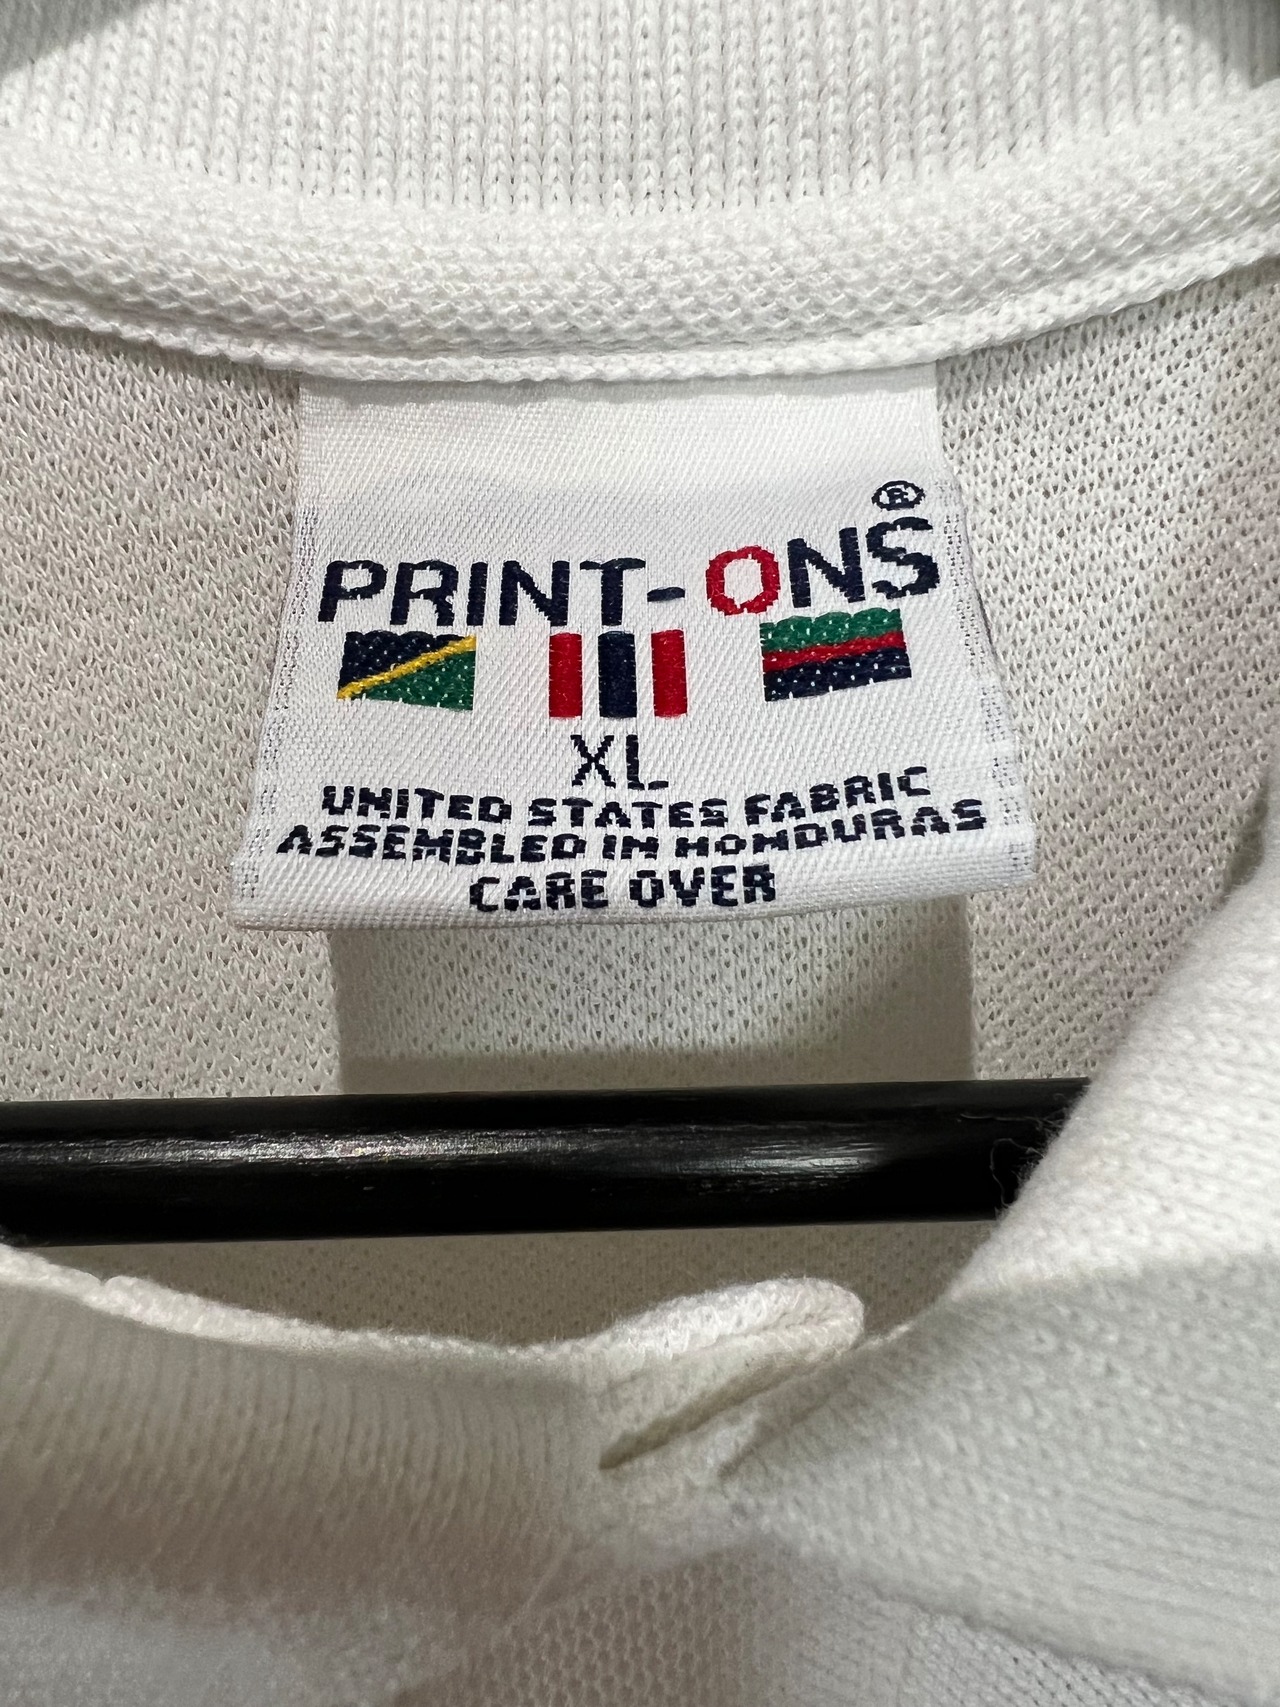 PRINT-ONS®
XL
UNITED STATES FABRIC
ASSEMBLED IN HONDURAS
CARE OVER